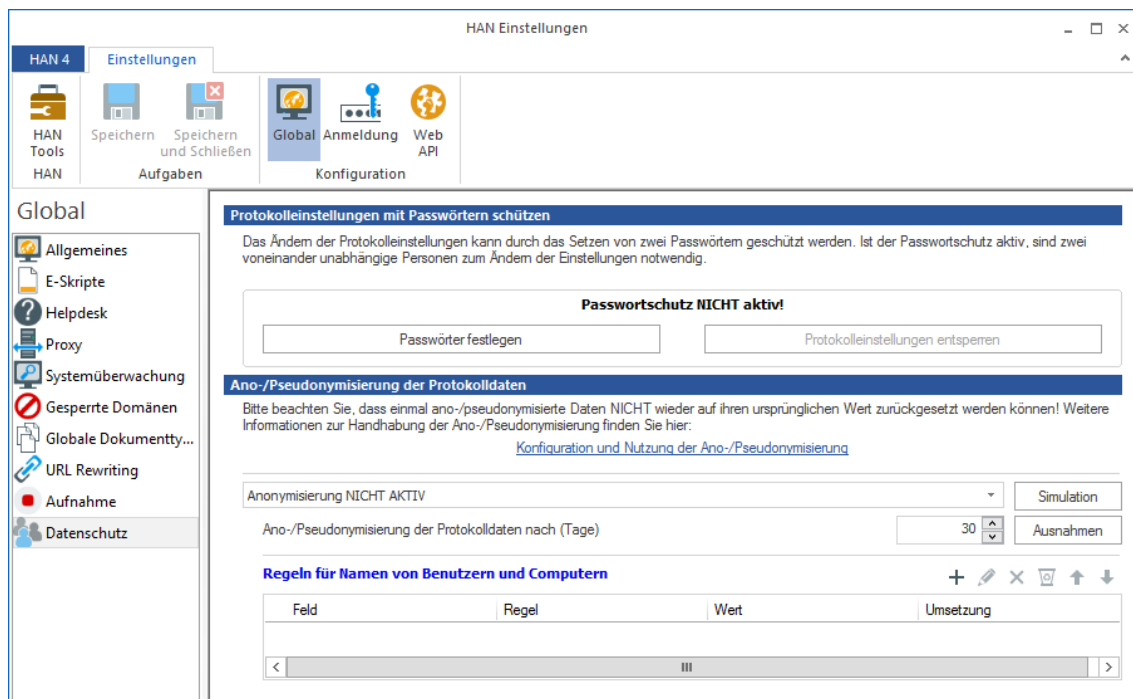 HAN Einstellungen
HAN 4 Einstellungen
HAN Tools
Speichern
Speichern und Schließen
Global
Anmeldung
Web API
HAN Aufgaben Konfiguration
Global
Allgemeines
E-Skripte
Helpdesk
Proxy
Systemüberwachung
Gesperrte Domänen
Globale Dokumentty...
URL Rewriting
Aufnahme
Datenschutz
Protokolleinstellungen mit Passwörtern schützen
Das Ändern der Protokolleinstellungen kann durch das Setzen von zwei Passwörtern geschützt werden. Ist der Passwortschutz aktiv, sind zwei
voneinander unabhängige Personen zum Ändern der Einstellungen notwendig.
Passwortschutz NICHT aktiv!
Passwörter festlegen Protokolleinstellungen entsperren
Ano-/Pseudonymisierung der Protokolldaten
Bitte beachten Sie, dass einmal ano-/pseudonymisierte Daten NICHT wieder auf ihren ursprünglichen Wert zurückgesetzt werden können! Weitere
Informationen zur Handhabung der Ano-/Pseudonymisierung finden Sie hier:
Konfiguration und Nutzung der Ano-/Pseudonymisierung
Anonymisierung NICHT AKTIV Simulation
Ano-/Pseudonymisierung der Protokolldaten nach (Tage) 30 Ausnahmen
Regeln für Namen von Benutzern und Computern
Feld Regel Wert Umsetzung